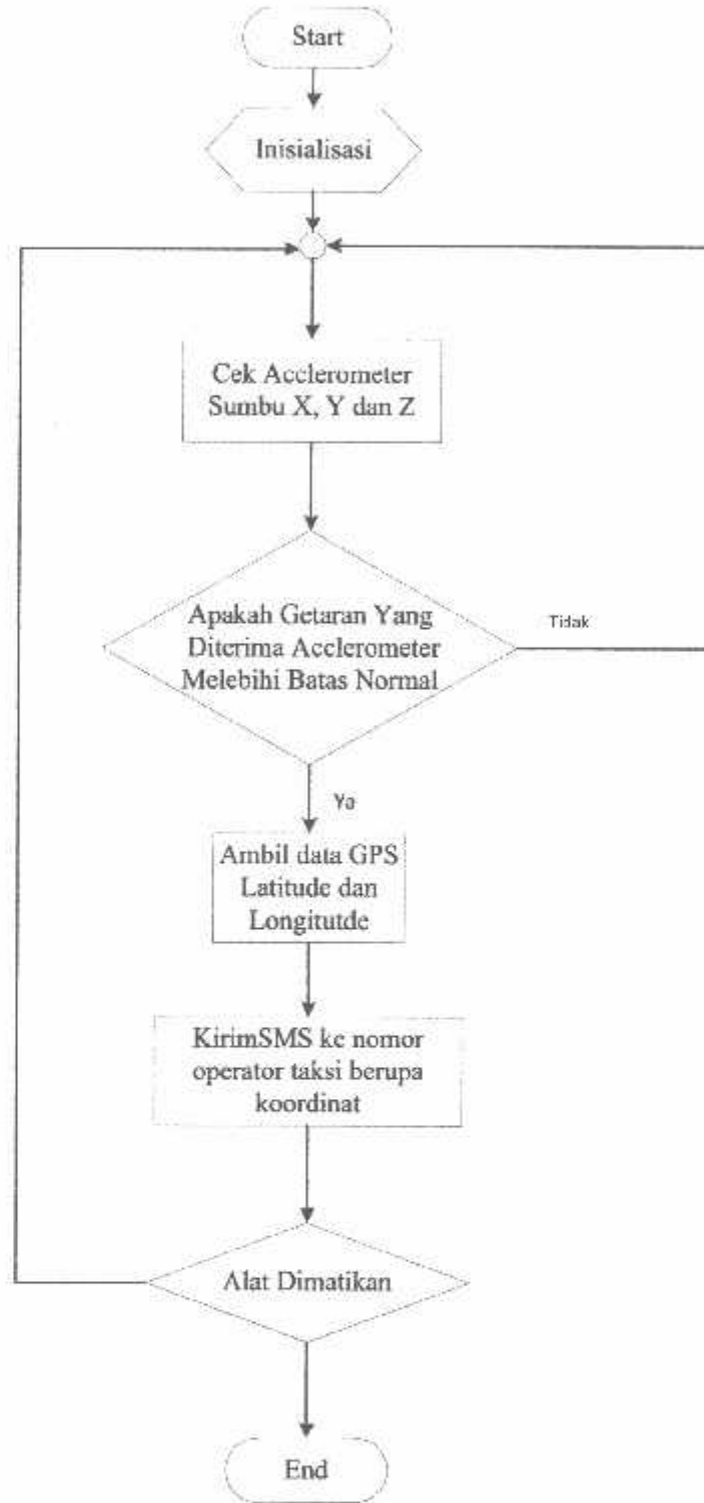 Start
Inisialisasi
Cek Acclerometer
Sumbu X, Y dan Z
Apakah Getaran Yang
Diterima Acclerometer
Melebihi Batas Normal
Tidak
Ya
Ambil data GPS
Latitude dan
Longitutde
KirimSMS ke nomor
operator taksi berupa
koordinat
Alat Dimatikan
End